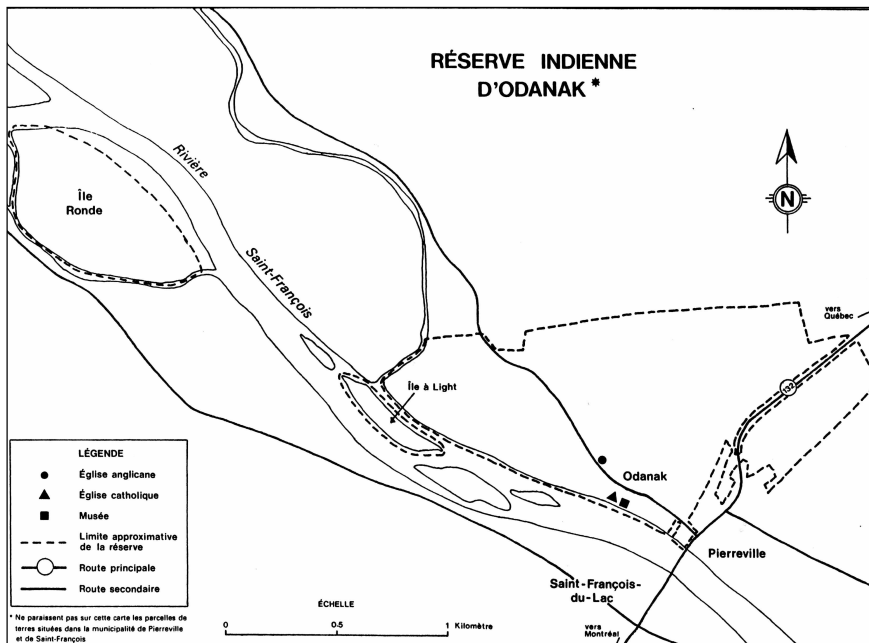 RÉSERVE INDIENNE
D'ODANAK *
Rivière
Saint-François
Île
Ronde
N
vers
Québec
132
Île à Light
Odanak
Pierreville
Saint-François-
du-Lac
vers
Montréal
LÉGENDE
Église anglicane
Église catholique
Musée
Limite approximative
de la réserve
Route principale
Route secondaire
ÉCHELLE
0 0.5 1 Kilomètre
* Ne paraissent pas sur cette carte les parcelles de
terres situées dans la municipalité de Pierreville
et de Saint-François